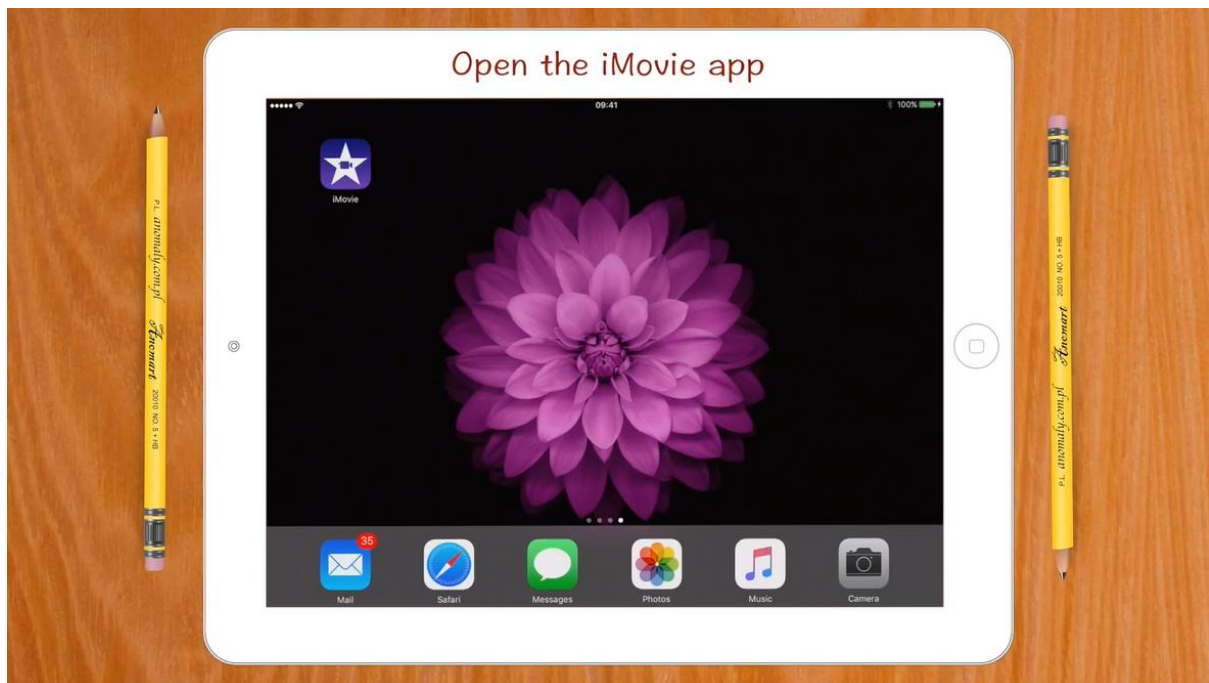 Open the iMovie app
09:41
100%
iMovie
35
Mail
Safari
Messages
Photos
Music
Camera
P.L. anomaly.com.pl Anomart 20010 NO. 5 • HB
P.L. anomaly.com.pl Anomart 20010 NO. 5 • HB